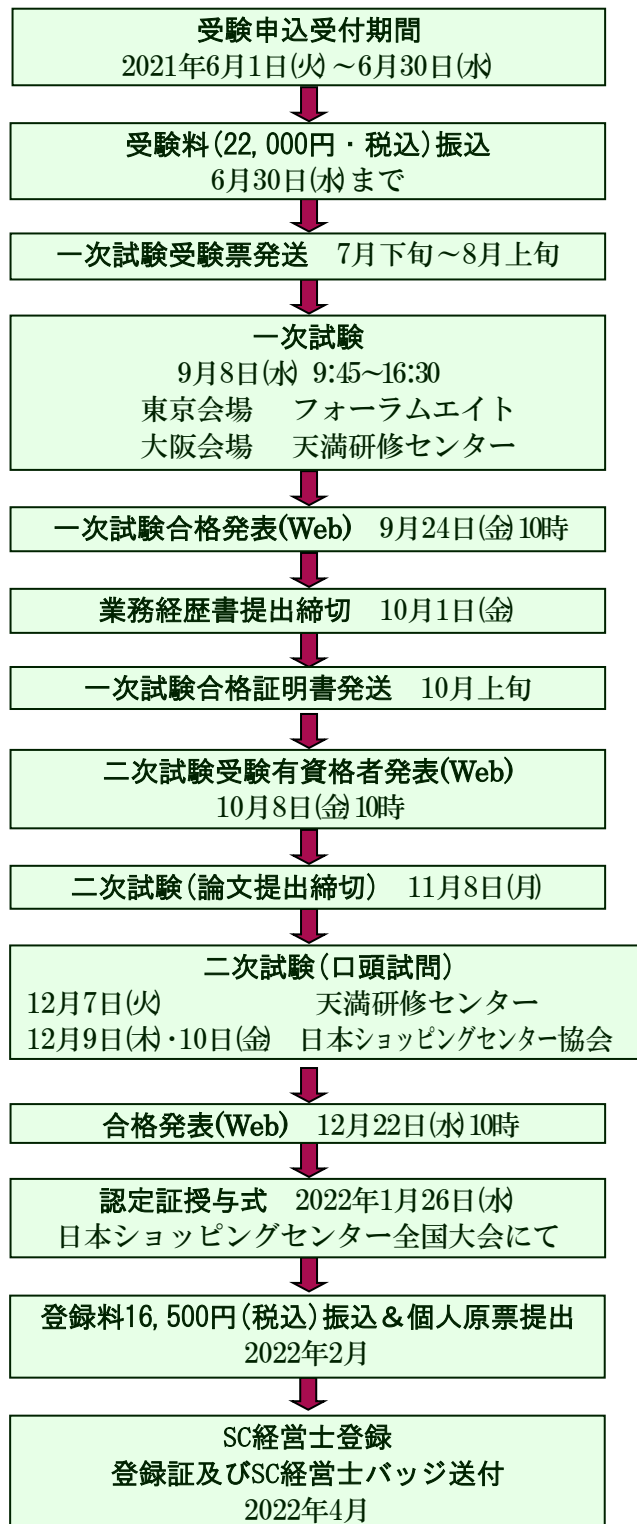 受験申込受付期間
2021年6月1日(火)～6月30日(水)
受験料(22,000円・税込)振込
6月30日(水)まで
一次試験受験票発送　7月下旬～8月上旬
一次試験
9月8日(水) 9:45~16:30
東京会場　フォーラムエイト
大阪会場　天満研修センター
一次試験合格発表(Web)　9月24日(金)10時
業務経歴書提出締切　10月1日(金)
一次試験合格証明書発送　10月上旬
二次試験受験有資格者発表(Web)
10月8日(金)10時
二次試験(論文提出締切)　11月8日(月)
二次試験(口頭試問)
12月7日(火)　天満研修センター
12月9日(木)・10日(金)　日本ショッピングセンター協会
合格発表(Web)　12月22日(水)10時
認定証授与式　2022年1月26日(水)
日本ショッピングセンター全国大会にて
登録料16,500円(税込)振込＆個人原票提出
2022年2月
SC経営士登録
登録証及びSC経営士バッジ送付
2022年4月